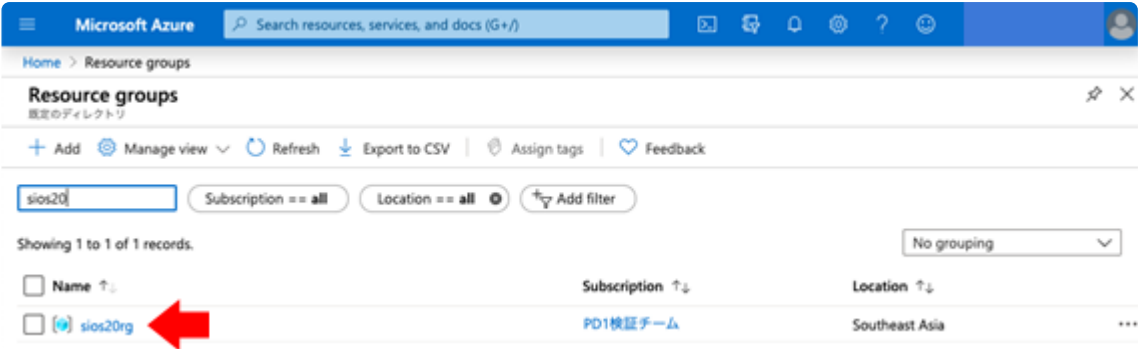 Microsoft Azure Search resources, services, and docs (G+/)
Home > Resource groups
Resource groups
既定のディレクトリ
Add Manage view Refresh Export to CSV Assign tags Feedback
sios20 Subscription == all Location == all Add filter
Showing 1 to 1 of 1 records. No grouping
Name ↑↓ Subscription ↑↓ Location ↑↓
sios20rg PD1検証チーム Southeast Asia